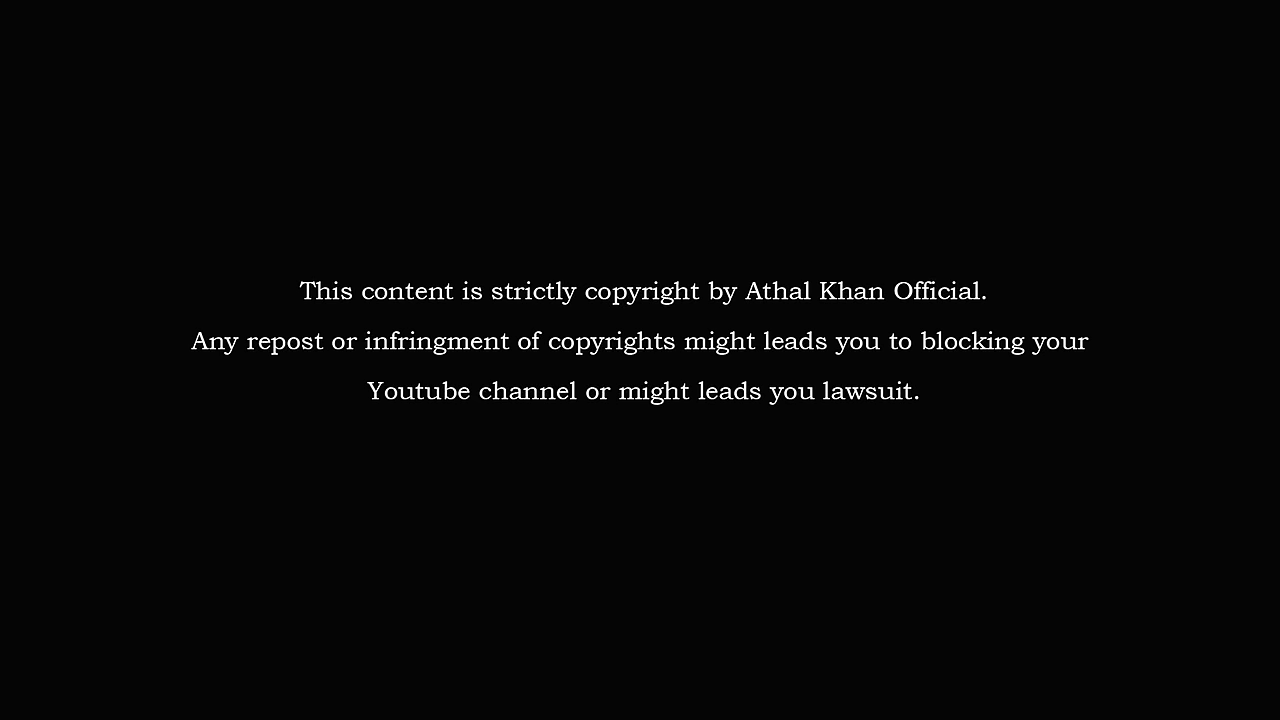 This content is strictly copyright by Athal Khan Official.
Any repost or infringment of copyrights might leads you to blocking your
Youtube channel or might leads you lawsuit.